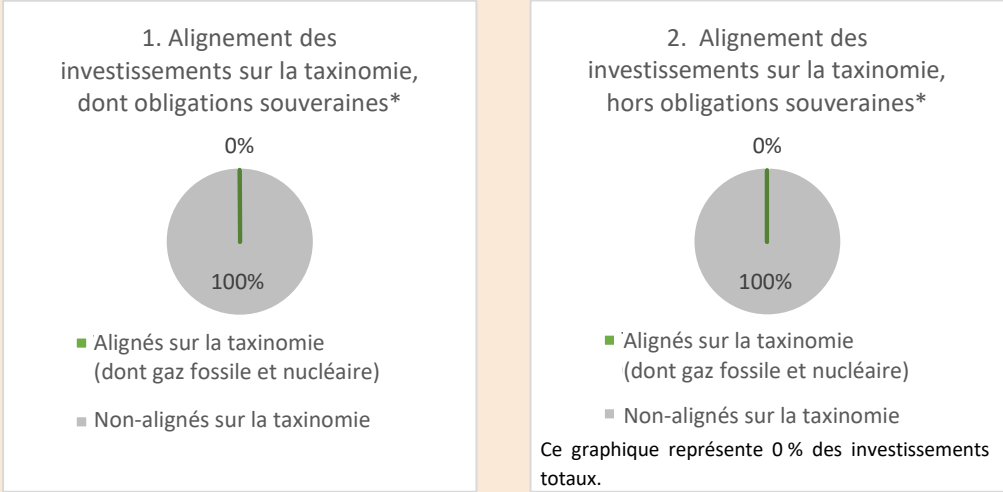 1. Alignement des
investissements sur la taxinomie,
dont obligations souveraines*
0%
100%
Alignés sur la taxinomie
(dont gaz fossile et nucléaire)
Non-alignés sur la taxinomie
2. Alignement des
investissements sur la taxinomie,
hors obligations souveraines*
0%
100%
Alignés sur la taxinomie
(dont gaz fossile et nucléaire)
Non-alignés sur la taxinomie
Ce graphique représente 0 % des investissements
totaux.